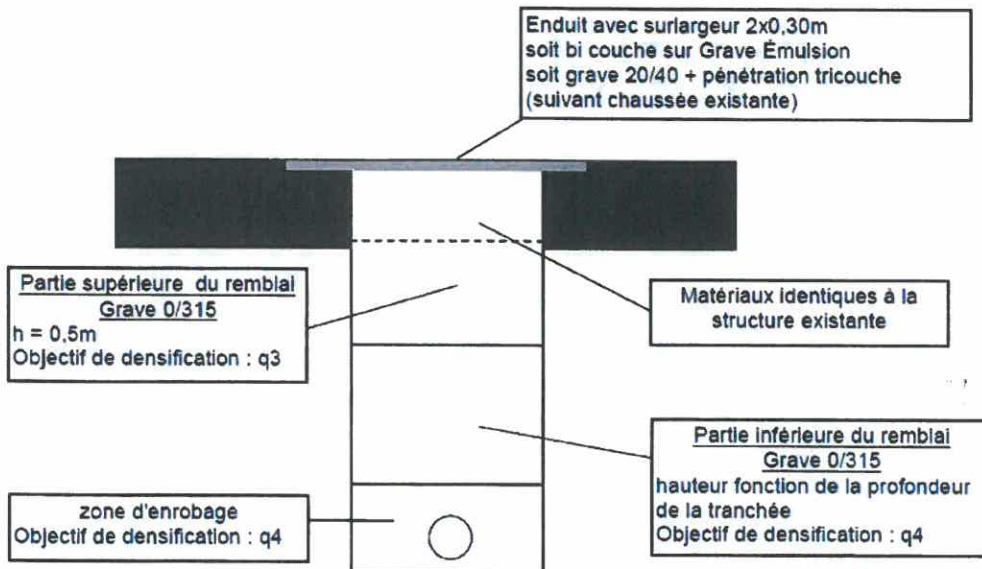 Enduit avec surlargeur 2x0,30m
soit bi couche sur Grave Émulsion
soit grave 20/40 + pénétration tricouche
(suivant chaussée existante)
Partie supérieure du remblai
Grave 0/315
h = 0,5m
Objectif de densification : q3
Matériaux identiques à la
structure existante
Partie inférieure du remblai
Grave 0/315
hauteur fonction de la profondeur
de la tranchée
Objectif de densification : q4
zone d'enrobage
Objectif de densification : q4